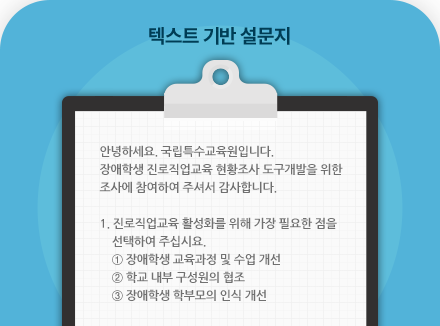 텍스트 기반 설문지
안녕하세요. 국립특수교육원입니다.
장애학생 진로직업교육 현황조사 도구개발을 위한
조사에 참여하여 주셔서 감사합니다.
1. 진로직업교육 활성화를 위해 가장 필요한 점을
선택하여 주십시요.
① 장애학생 교육과정 및 수업 개선
② 학교 내부 구성원의 협조
③ 장애학생 학부모의 인식 개선